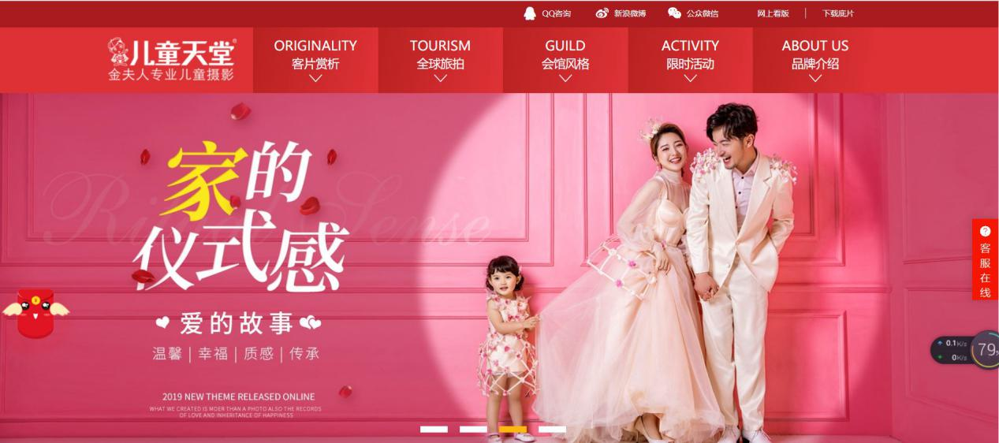 QQ咨询 新浪微博 公众微信 网上看版 下载底片
儿童天堂®
金夫人专业儿童摄影
ORIGINALITY TOURISM GUILD ACTIVITY ABOUT US
客片赏析 全球旅拍 会馆风格 限时活动 品牌介绍
Ritual Sense
家的
仪式感
爱的故事
温馨 | 幸福 | 质感 | 传承
2019 NEW THEME RELEASED ONLINE
WHAT WE CREATED IS MOER THAN A PHOTO ALSO THE RECORDS
OF LOVE AND INHERITANCE OF HAPPINESS
?
客
服
在
线
0.1K/s
0K/s
79